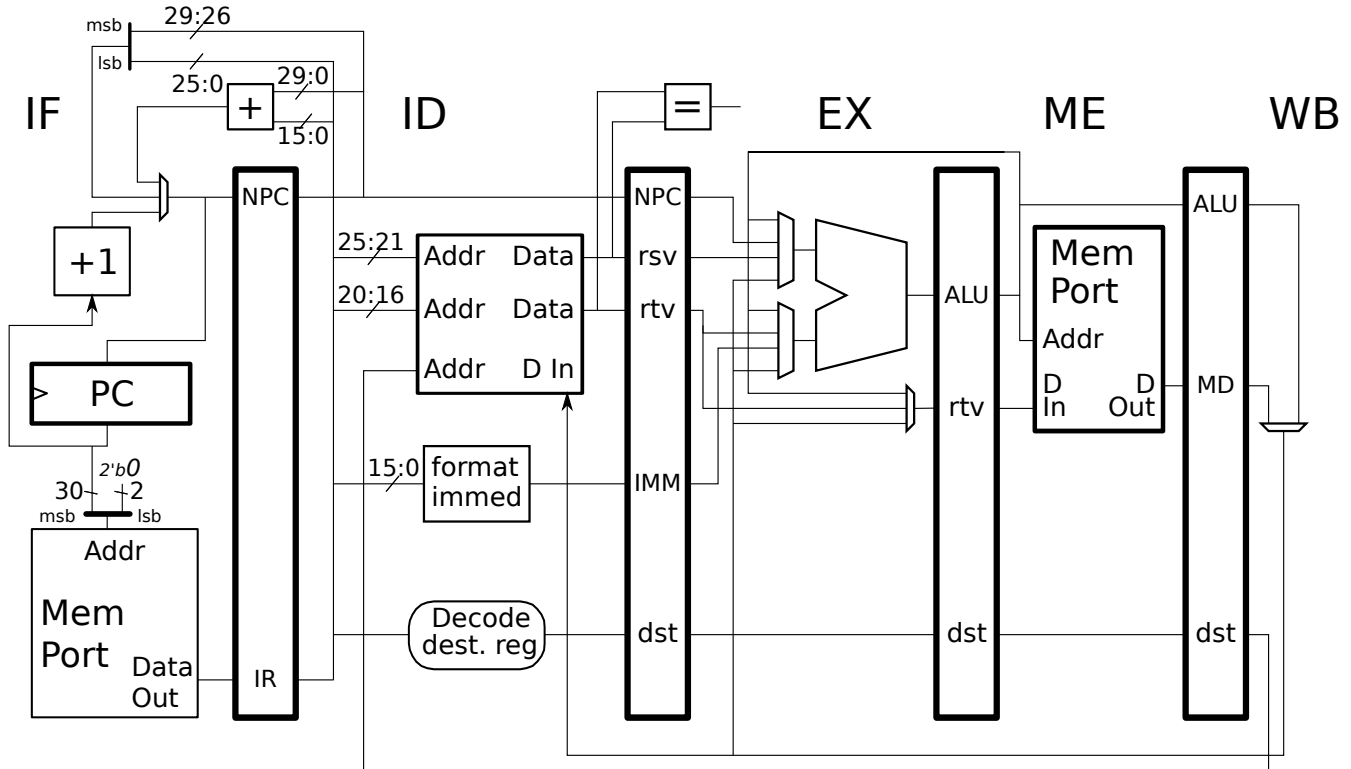 29:26
msb
lsb
25:0
29:0
+
15:0
=
IF
ID
EX
ME
WB
NPC
NPC
ALU
+1
25:21
Addr
Data
rsv
20:16
Addr
Data
rtv
Addr
D In
Mem
Port
Addr
D
In
D
Out
ALU
rtv
MD
PC
2'b0
30
2
msb
lsb
15:0
format
immed
IMM
Addr
Mem
Port
Data
Out
IR
Decode
dest. reg
dst
dst
dst